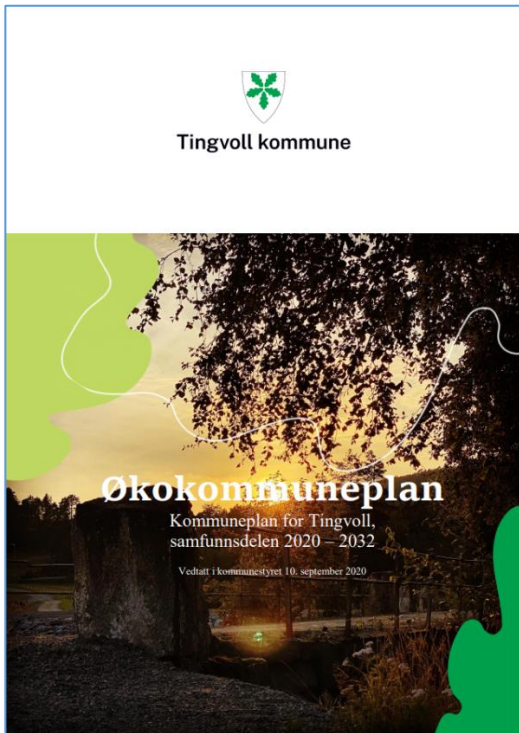 Tingvoll kommune
Økokommuneplan
Kommuneplan for Tingvoll,
samfunnsdelen 2020 – 2032
Vedtatt i kommunestyret 10. september 2020